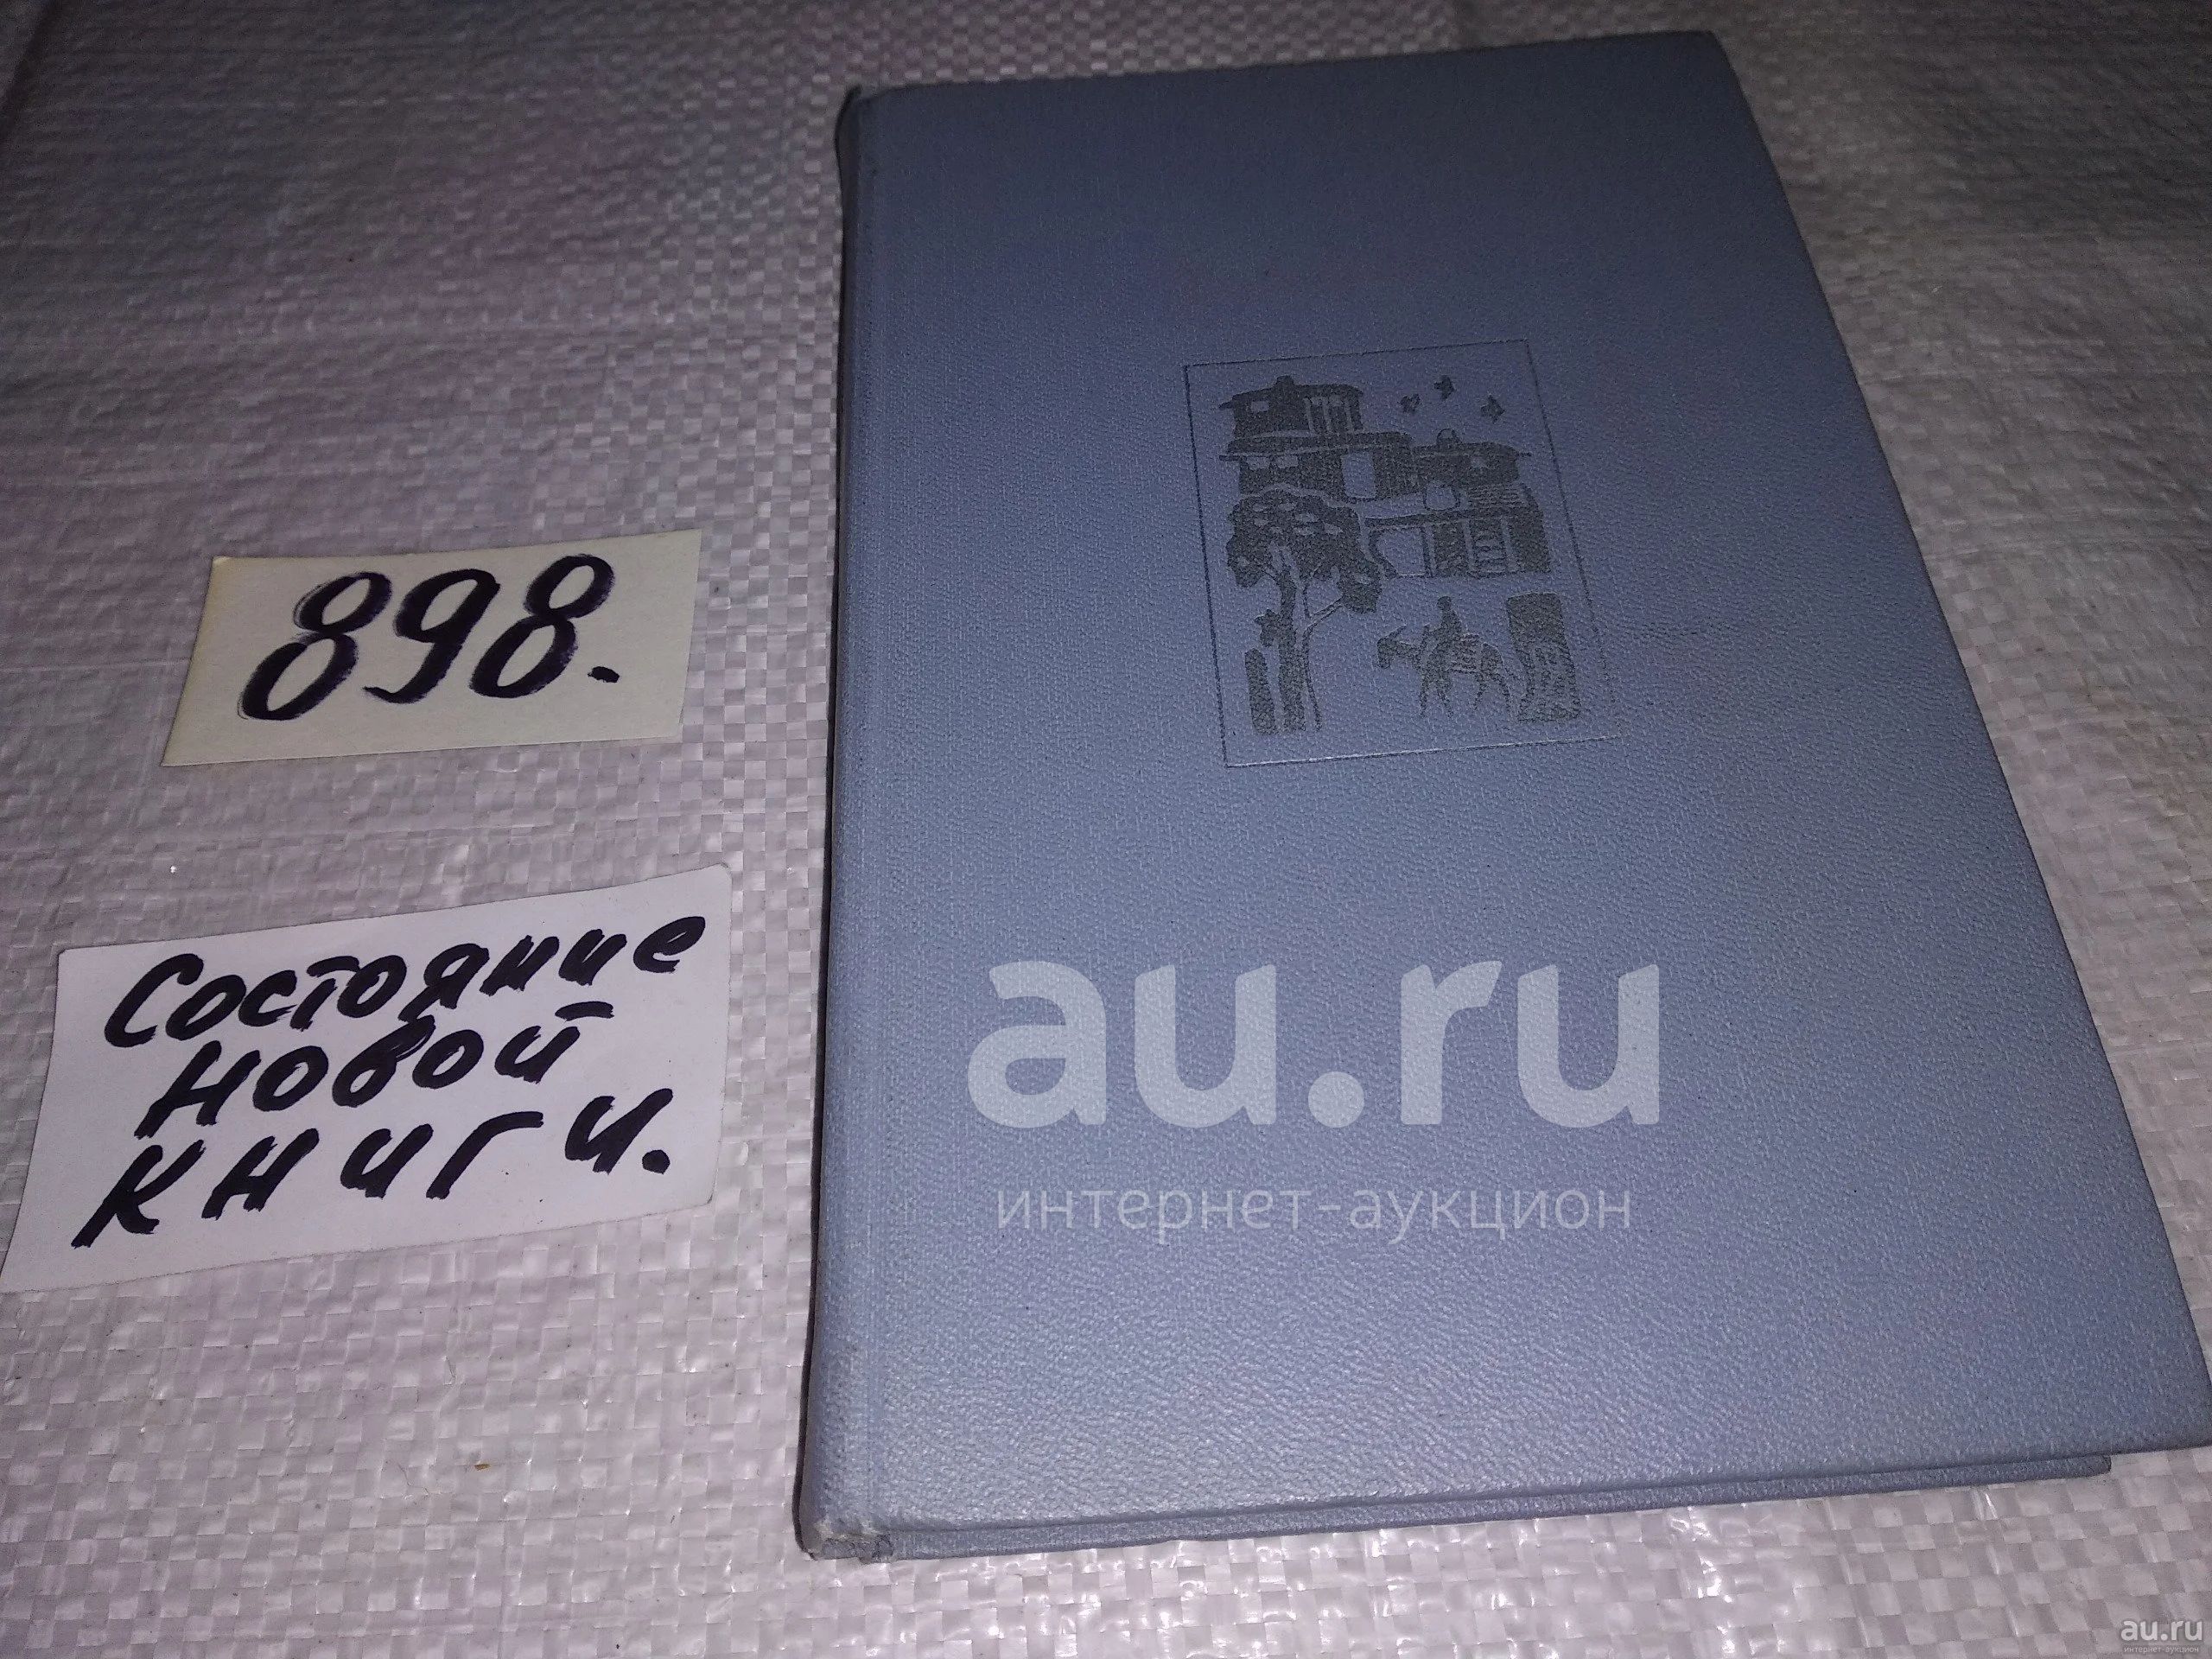 898.
Состояние
новой
книги.
au.ru
интернет-аукцион
au.ru
интернет-аукцион